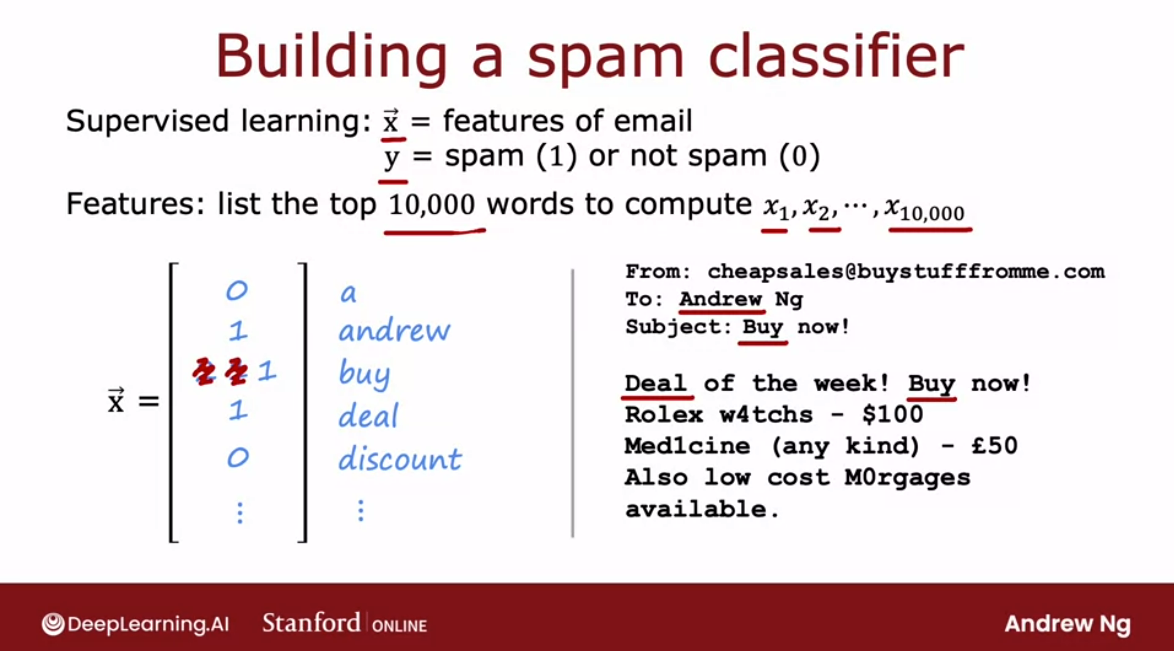 Building a spam classifier
Supervised learning: x⃗ = features of email
y = spam (1) or not spam (0)
Features: list the top 10,000 words to compute x₁, x₂, ⋯, x₁₀,₀₀₀
x⃗ =
0 a
1 andrew
1 buy
1 deal
0 discount
⋮ ⋮
From: cheapsales@buystufffromme.com
To: Andrew Ng
Subject: Buy now!
Deal of the week! Buy now!
Rolex w4tchs - $100
Med1cine (any kind) - £50
Also low cost M0rgages
available.
DeepLearning.AI Stanford ONLINE Andrew Ng